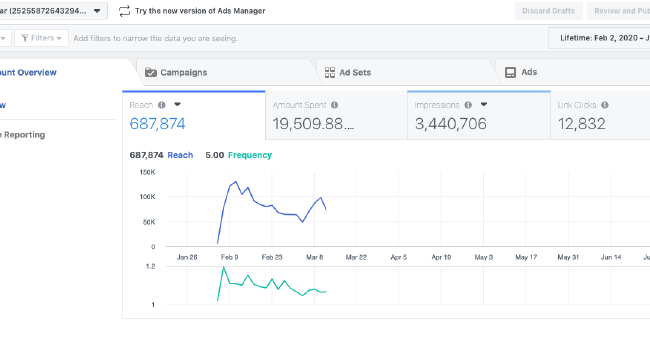 ar (25255872643294...
Try the new version of Ads Manager
Discard Drafts
Review and Pub
Filters
Add filters to narrow the data you are seeing.
Lifetime: Feb 2, 2020 – J
ount Overview
Campaigns
Ad Sets
Ads
w
e Reporting
Reach
Amount Spent
Impressions
Link Clicks
687,874
19,509.88....
3,440,706
12,832
687,874 Reach 5.00 Frequency
150K
100K
50K
0
Jan 26 Feb 9 Feb 23 Mar 8 Mar 22 Apr 5 Apr 19 May 3 May 17 May 31 Jun 14 Ju
1.2
1